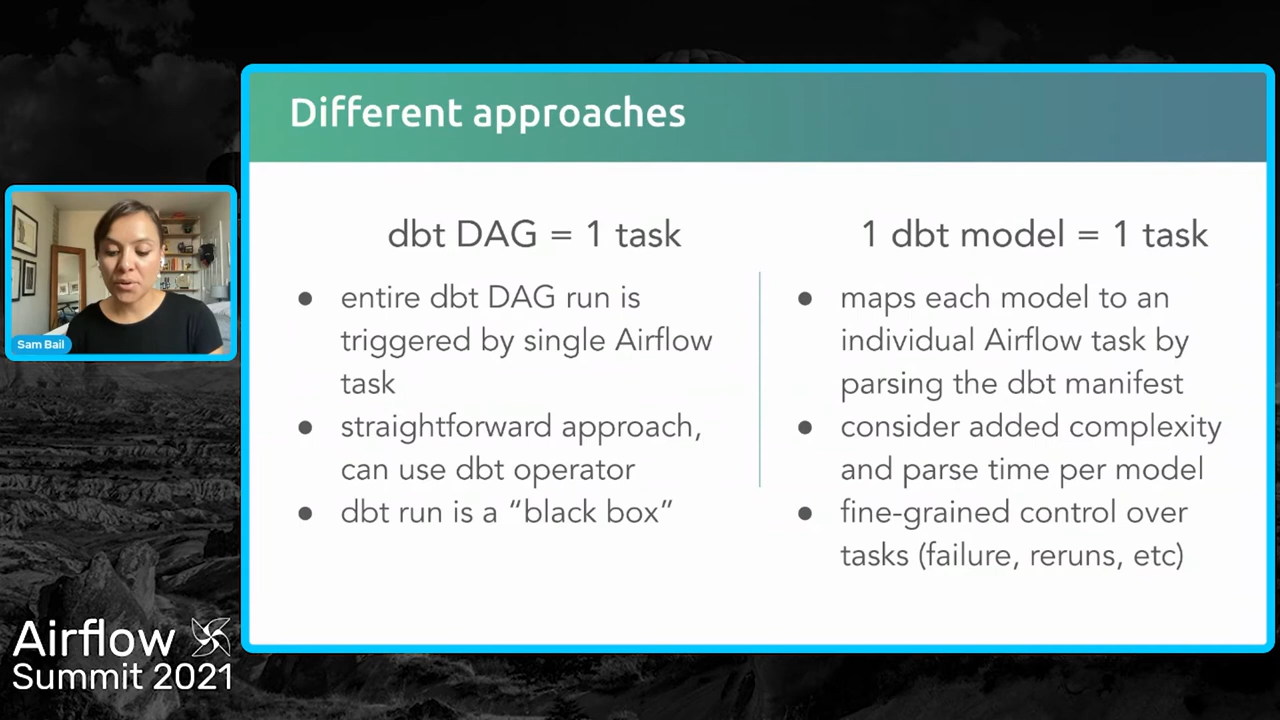 Different approaches
dbt DAG = 1 task
● entire dbt DAG run is
triggered by single Airflow
task
● straightforward approach,
can use dbt operator
● dbt run is a “black box”
1 dbt model = 1 task
● maps each model to an
individual Airflow task by
parsing the dbt manifest
● consider added complexity
and parse time per model
● fine-grained control over
tasks (failure, reruns, etc)
Sam Bail
Airflow
Summit 2021